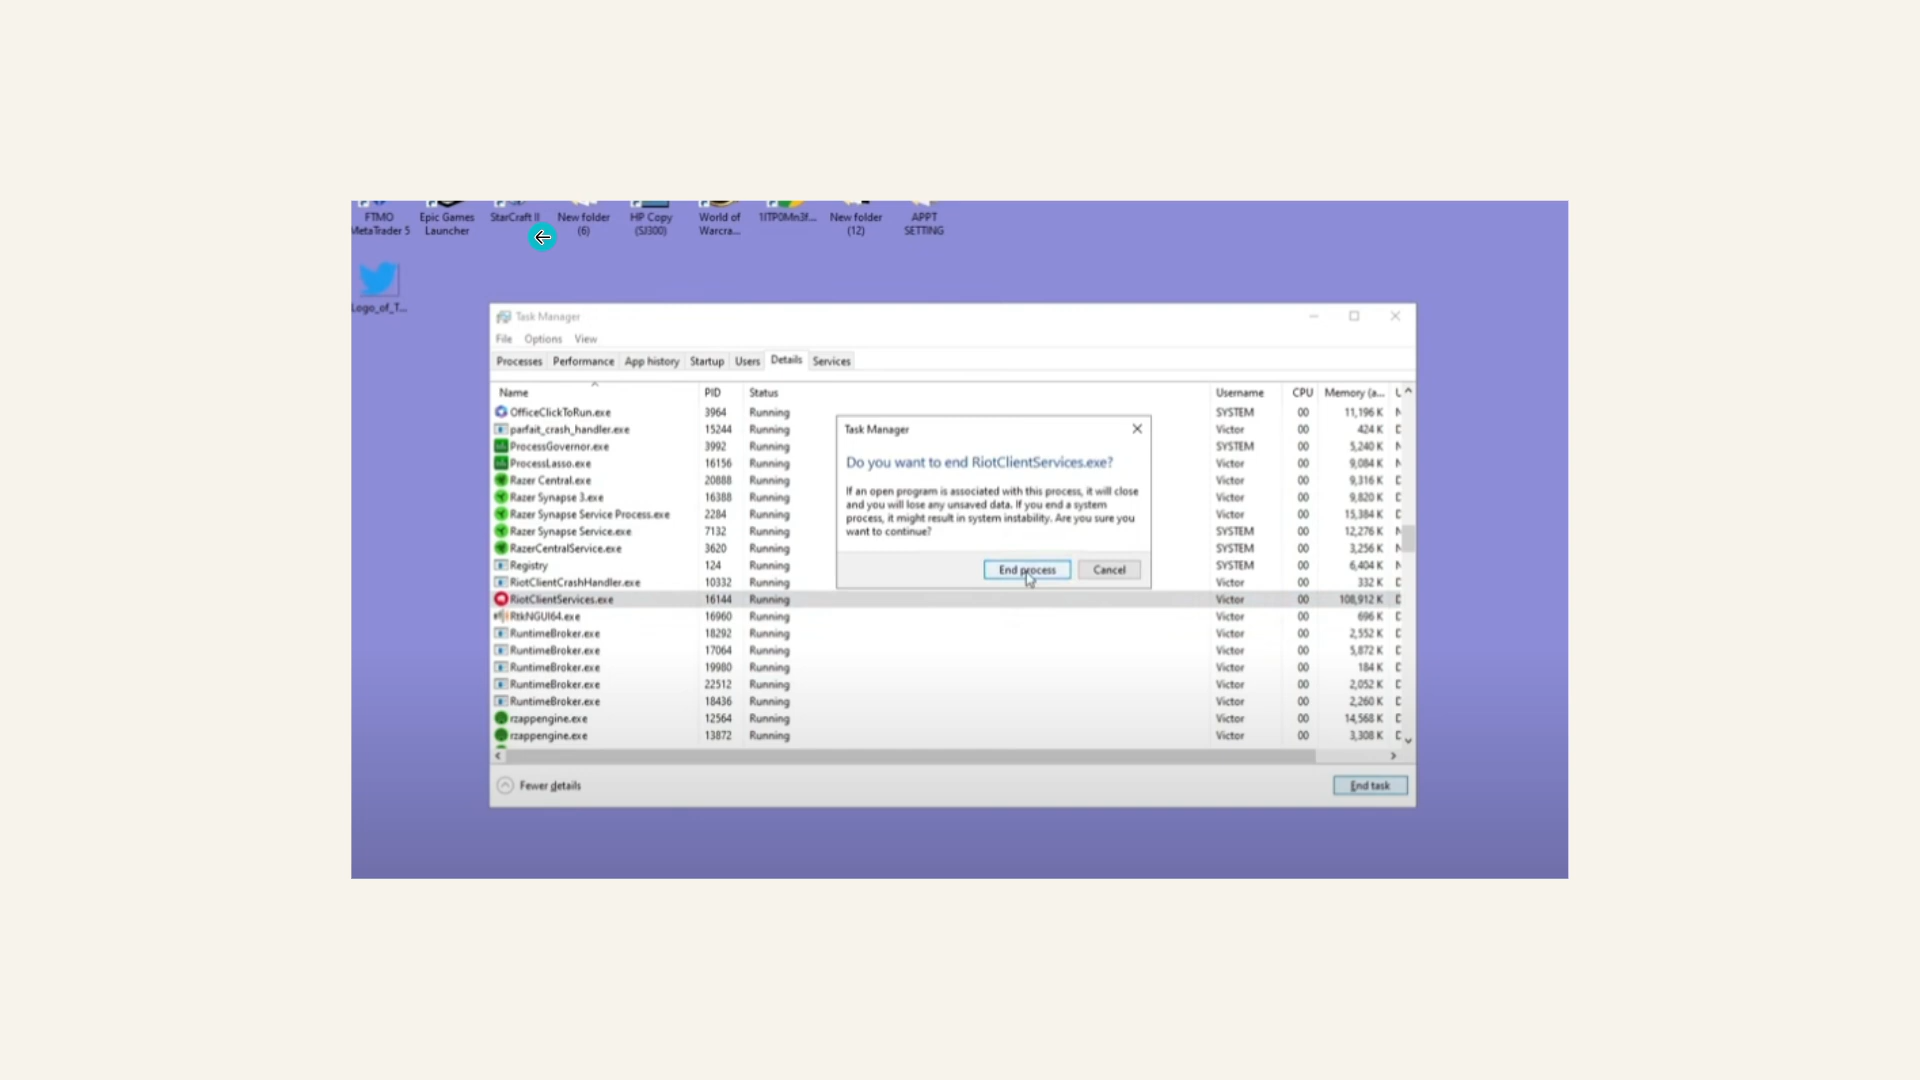 FTMO
MetaTrader 5
Epic Games
Launcher
StarCraft II
New folder
(6)
HP Copy
(SJ300)
World of
Warcra...
1ITP0Mn3f...
New folder
(12)
APPT
SETTING
Logo_of_T...
Task Manager
File Options View
Processes Performance App history Startup Users Details Services
Name PID Status Username CPU Memory (a...
OfficeClickToRun.exe 3964 Running SYSTEM 00 11,196 K
parfait_crash_handler.exe 15244 Running Victor 00 424 K
ProcessGovernor.exe 3992 Running SYSTEM 00 5,240 K
ProcessLasso.exe 16156 Running Victor 00 9,084 K
Razer Central.exe 20888 Running Victor 00 9,316 K
Razer Synapse 3.exe 16388 Running Victor 00 9,820 K
Razer Synapse Service Process.exe 2284 Running Victor 00 15,384 K
Razer Synapse Service.exe 7132 Running SYSTEM 00 12,276 K
RazerCentralService.exe 3620 Running SYSTEM 00 3,256 K
Registry 124 Running SYSTEM 00 6,404 K
RiotClientCrashHandler.exe 10332 Running Victor 00 332 K
RiotClientServices.exe 16144 Running Victor 00 108,912 K
RtkNGUI64.exe 16960 Running Victor 00 696 K
RuntimeBroker.exe 18292 Running Victor 00 2,552 K
RuntimeBroker.exe 17064 Running Victor 00 5,872 K
RuntimeBroker.exe 19980 Running Victor 00 184 K
RuntimeBroker.exe 22512 Running Victor 00 2,052 K
RuntimeBroker.exe 18436 Running Victor 00 2,260 K
rzappengine.exe 12564 Running Victor 00 14,568 K
rzappengine.exe 13872 Running Victor 00 3,308 K
Task Manager
Do you want to end RiotClientServices.exe?
If an open program is associated with this process, it will close
and you will lose any unsaved data. If you end a system
process, it might result in system instability. Are you sure you
want to continue?
End process Cancel
Fewer details End task